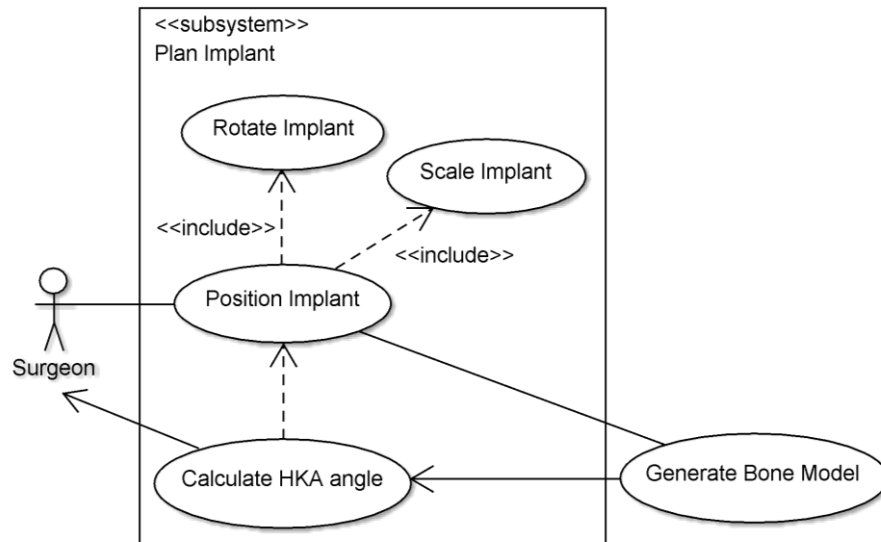 <<subsystem>>
Plan Implant
Rotate Implant
Scale Implant
<<include>>
<<include>>
Position Implant
Surgeon
Calculate HKA angle
Generate Bone Model